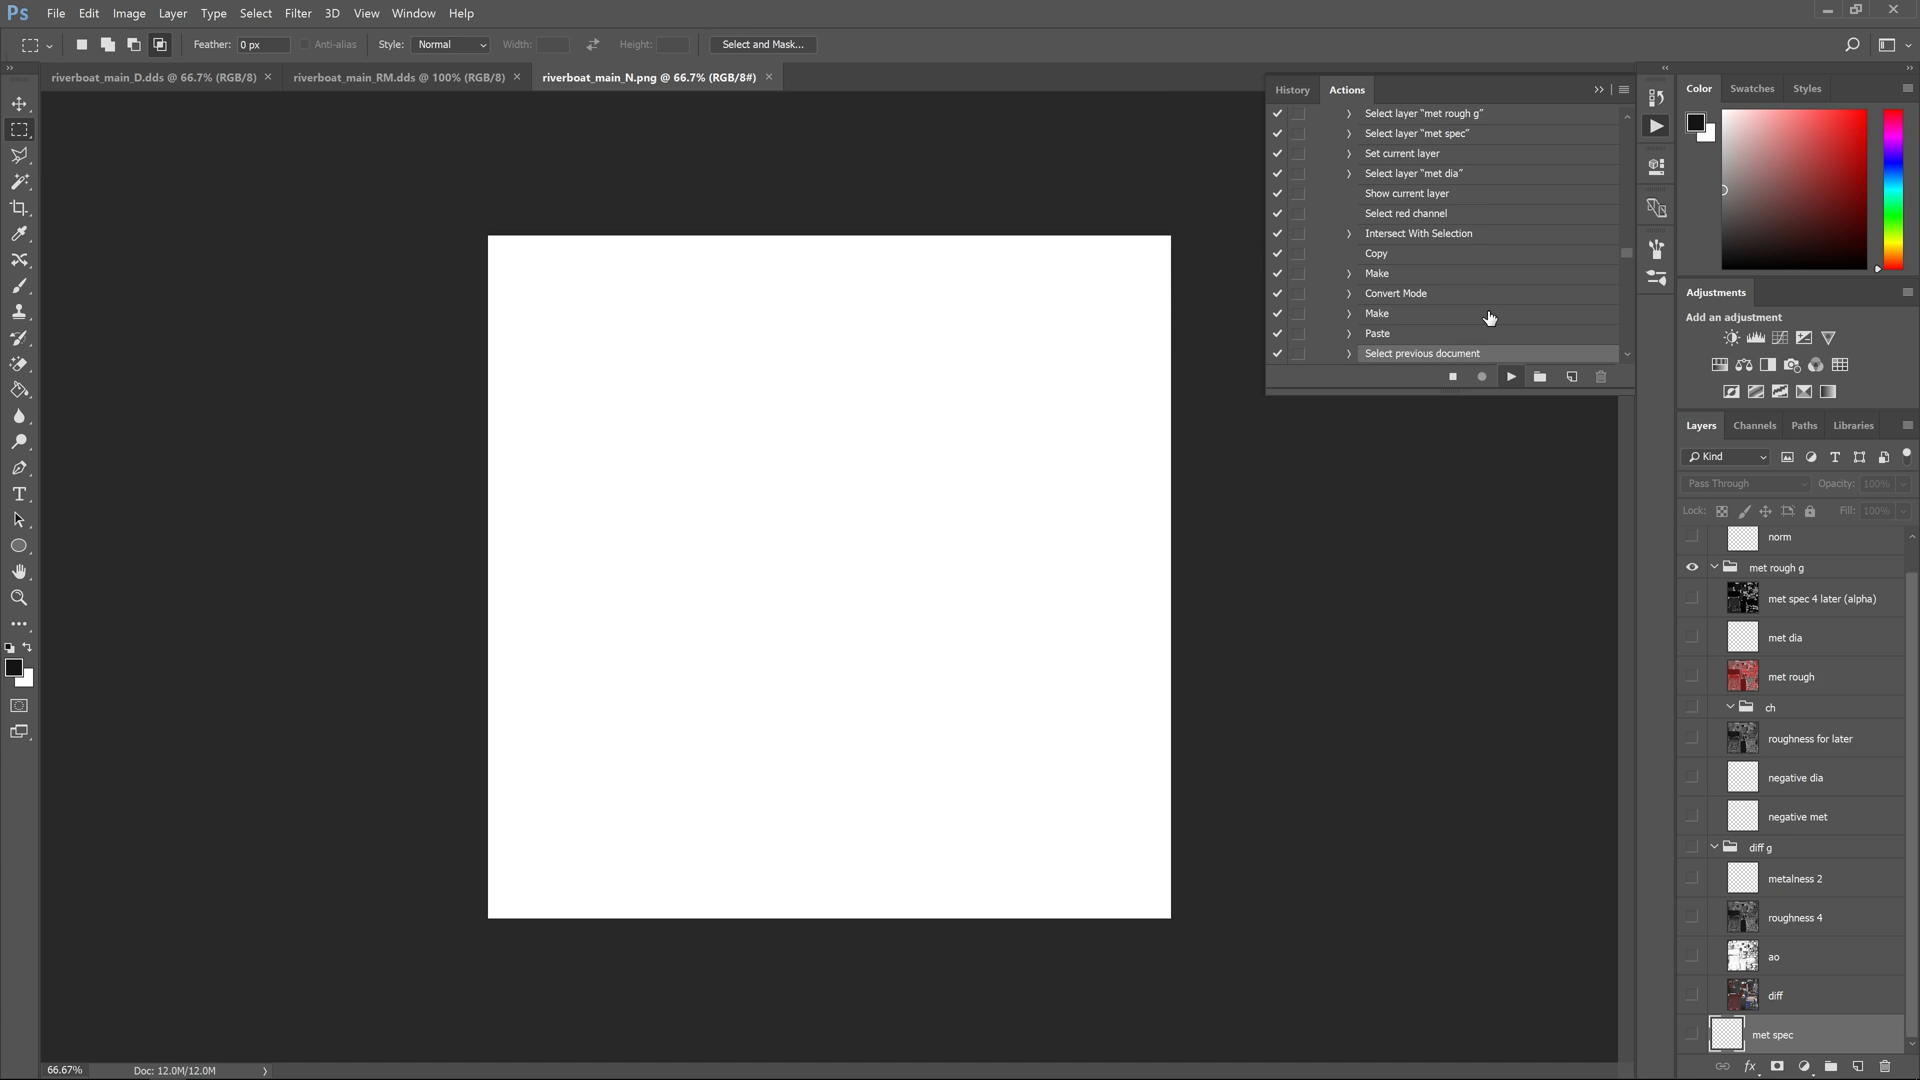 Ps File Edit Image Layer Type Select Filter 3D View Window Help
Feather: 0 px Anti-alias Style: Normal Width: Height: Select and Mask...
riverboat_main_D.dds @ 66.7% (RGB/8) riverboat_main_RM.dds @ 100% (RGB/8) riverboat_main_N.png @ 66.7% (RGB/8#)
History Actions
Select layer "met rough g"
Select layer "met spec"
Set current layer
Select layer "met dia"
Show current layer
Select red channel
Intersect With Selection
Copy
Make
Convert Mode
Make
Paste
Select previous document
Color Swatches Styles
Adjustments
Add an adjustment
Layers Channels Paths Libraries
Kind
Pass Through Opacity: 100%
Lock: Fill: 100%
norm
met rough g
met spec 4 later (alpha)
met dia
met rough
ch
roughness for later
negative dia
negative met
diff g
metalness 2
roughness 4
ao
diff
met spec
66.67% Doc: 12.0M/12.0M